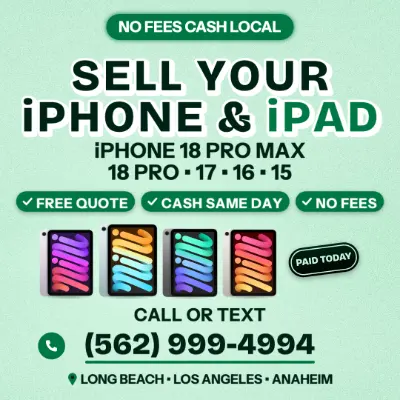 NO FEES CASH LOCAL
SELL YOUR
iPHONE & iPAD
iPHONE 18 PRO MAX
18 PRO ▪ 17 ▪ 16 ▪ 15
✓ FREE QUOTE ✓ CASH SAME DAY ✓ NO FEES
PAID TODAY
CALL OR TEXT
(562) 999-4994
LONG BEACH • LOS ANGELES • ANAHEIM